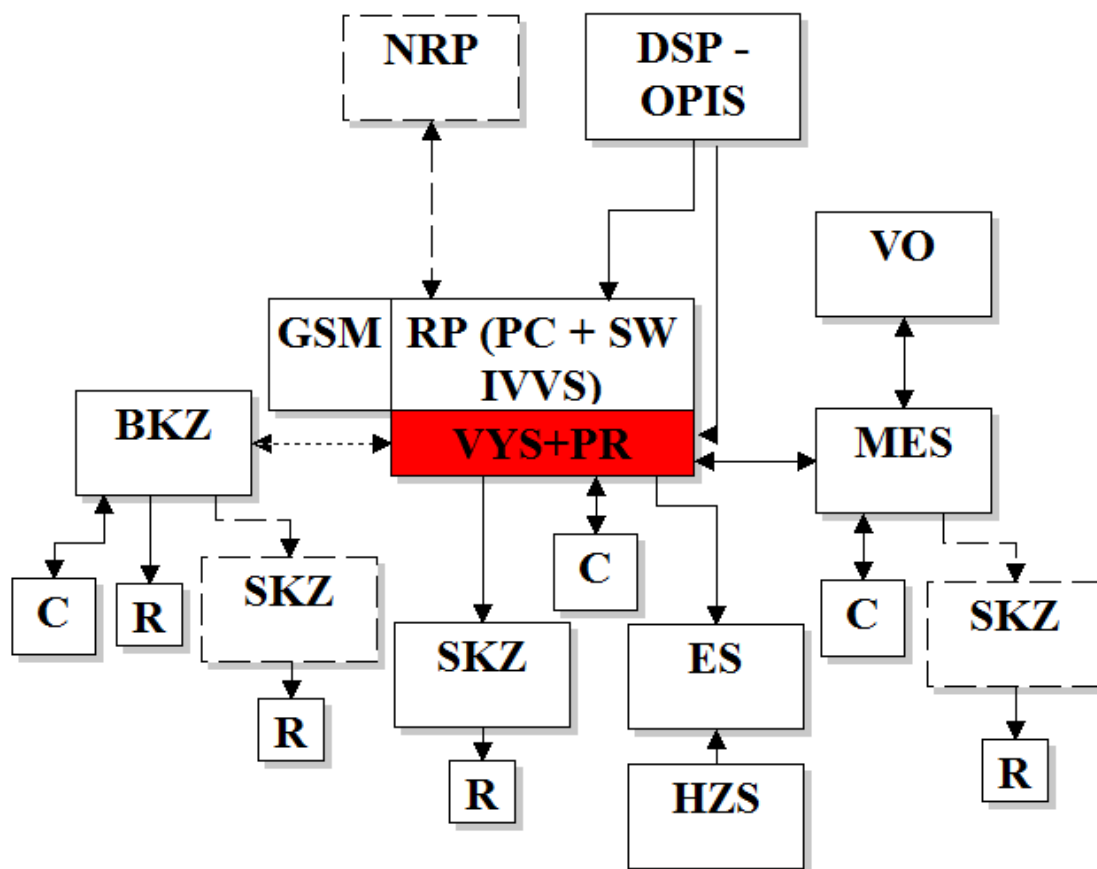 NRP
DSP -
OPIS
VO
GSM
RP (PC + SW
IVVS)
BKZ
VYS+PR
MES
C
R
SKZ
C
C
SKZ
SKZ
ES
R
R
R
HZS